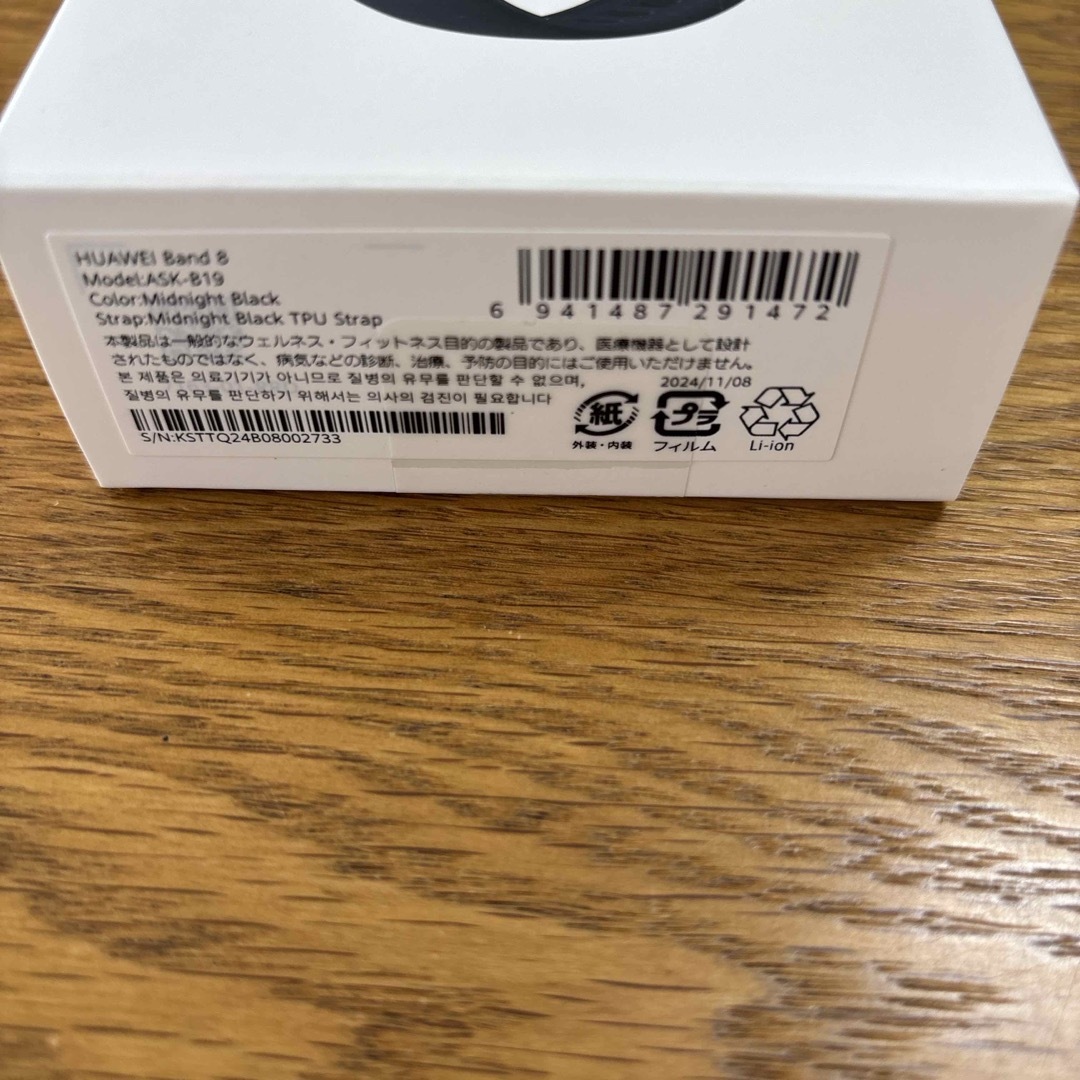 HUAWEI Band 8
Model:ASK-B19
Color:Midnight Black
Strap:Midnight Black TPU Strap
6 941487 291472
本製品は一般的なウェルネス・フィットネス目的の製品であり、医療機器として設計
されたものではなく、病気などの診断、治療、予防の目的にはご使用いただけません。
본 제품은 의료기기가 아니므로 질병의 유무를 판단할 수 없으며,
질병의 유무를 판단하기 위해서는 의사의 검진이 필요합니다
2024/11/08
S/N:KSTTQ24B08002733
紙
外装・内装
プラ
フィルム
Li-ion